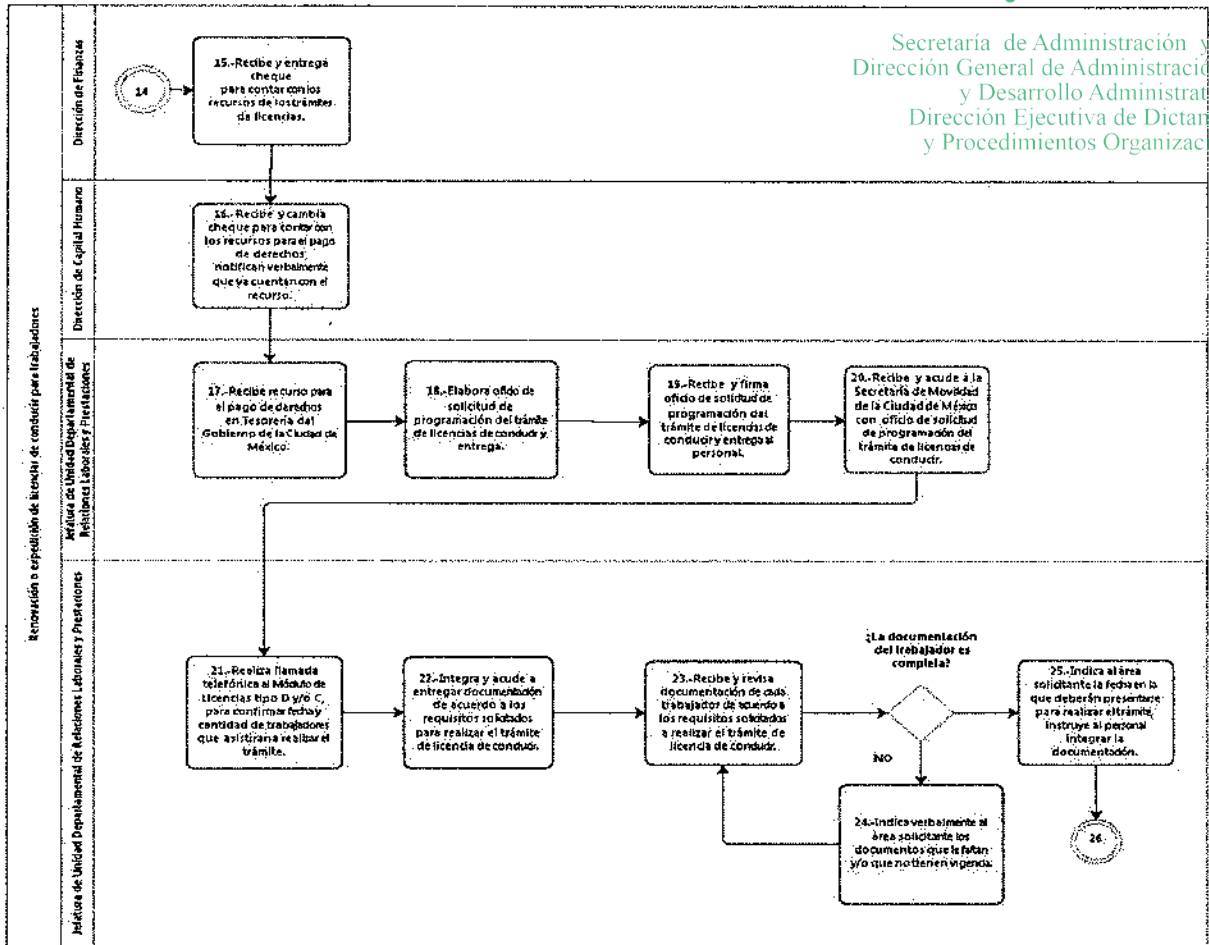 Secretaría de Administración y
Dirección General de Administració
y Desarrollo Administrat
Dirección Ejecutiva de Dictam
y Procedimientos Organizac
Renovación o expedición de licencias de conducir para trabajadores
Dirección de Finanzas
14
15.-Recibe y entrega
cheque
para contar con los
recursos de los trámites
de licencias.
Dirección de Capital Humano
16.-Recibe y cambia
cheque para contar con
los recursos para el pago
de derechos,
notifican verbalmente
que ya cuentan con el
recurso.
Jefatura de Unidad Departamental de
Relaciones Laborales y Prestaciones
17.-Recibe recurso para
el pago de derechos
en Tesorería del
Gobierno de la Ciudad de
México.
18.-Elabora oficio de
solicitud de
programación del trámite
de licencias de conducir y
entrega.
19.-Recibe y firma
oficio de solicitud de
programación del
trámite de licencias de
conducir y entrega al
personal.
20.-Recibe y acude a la
Secretaría de Movilidad
de la Ciudad de México
con oficio de solicitud
de programación del
trámite de licencias de
conducir.
Jefatura de Unidad Departamental de Relaciones Laborales y Prestaciones
21.-Realiza llamada
telefónica al Módulo de
Licencias tipo D y/o C,
para confirmar fecha y
cantidad de trabajadores
que asistirán a realizar el
trámite.
22.-Integra y acude a
entregar documentación
de acuerdo a los
requisitos solicitados
para realizar el trámite
de licencia de conducir.
23.-Recibe y revisa
documentación de cada
trabajador de acuerdo a
los requisitos solicitados
a realizar el trámite de
licencia de conducir.
¿La documentación
del trabajador es
completa?
NO
24.-Indica verbalmente al
área solicitante los
documentos que le faltan
y/o que no tienen vigencia.
25.-Indica al área
solicitante la fecha en la
que deberán presentarse
para realizar el trámite,
instruye al personal
integrar la
documentación.
26